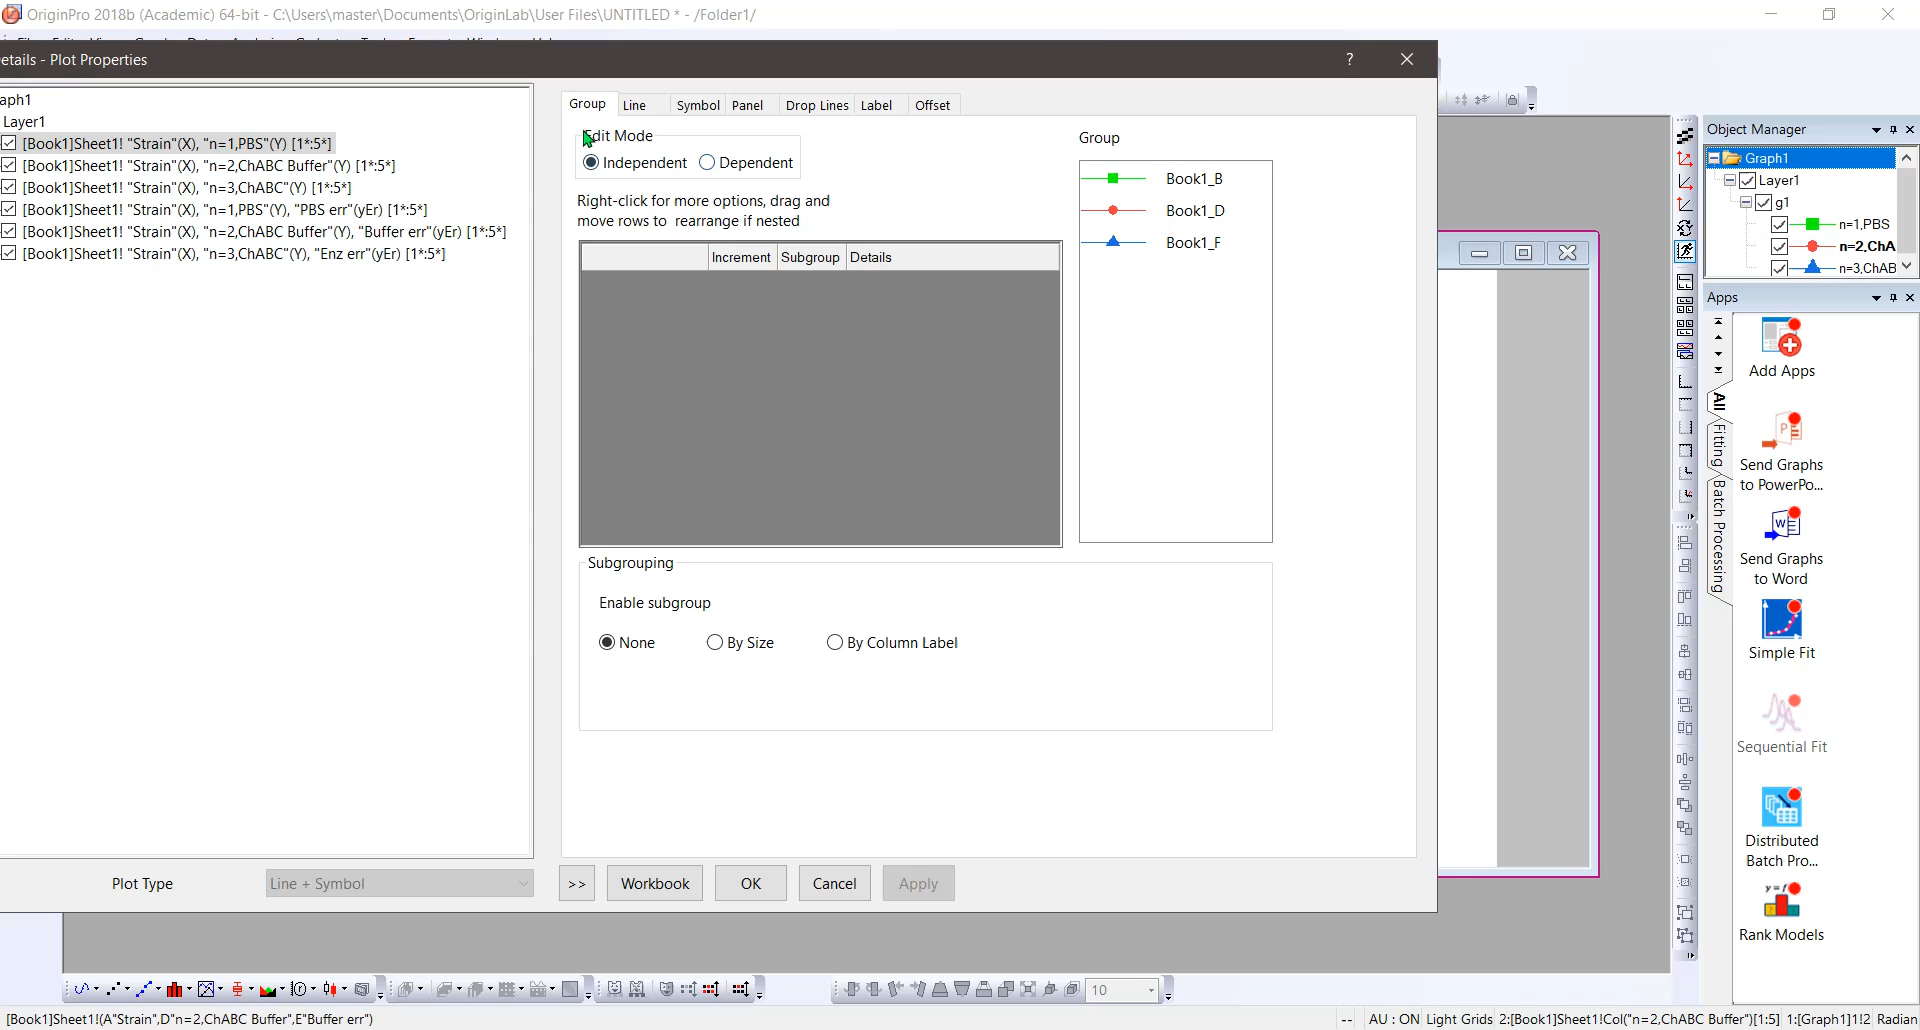 OriginPro 2018b (Academic) 64-bit - C:\Users\master\Documents\OriginLab\User Files\UNTITLED * - /Folder1/
etails - Plot Properties
?
aph1
Layer1
[Book1]Sheet1! "Strain"(X), "n=1,PBS"(Y) [1*:5*]
[Book1]Sheet1! "Strain"(X), "n=2,ChABC Buffer"(Y) [1*:5*]
[Book1]Sheet1! "Strain"(X), "n=3,ChABC"(Y) [1*:5*]
[Book1]Sheet1! "Strain"(X), "n=1,PBS"(Y), "PBS err"(yEr) [1*:5*]
[Book1]Sheet1! "Strain"(X), "n=2,ChABC Buffer"(Y), "Buffer err"(yEr) [1*:5*]
[Book1]Sheet1! "Strain"(X), "n=3,ChABC"(Y), "Enz err"(yEr) [1*:5*]
Plot Type
Line + Symbol
Group Line Symbol Panel Drop Lines Label Offset
Edit Mode
Independent Dependent
Right-click for more options, drag and
move rows to rearrange if nested
Increment Subgroup Details
Group
Book1_B
Book1_D
Book1_F
Subgrouping
Enable subgroup
None By Size By Column Label
>> Workbook OK Cancel Apply
Object Manager
Graph1
Layer1
g1
n=1,PBS
n=2,ChA
n=3,ChAB
Apps
All
Fitting
Batch Processing
Add Apps
Send Graphs
to PowerPo...
Send Graphs
to Word
Simple Fit
Sequential Fit
Distributed
Batch Pro...
y = f
Rank Models
10
[Book1]Sheet1!(A"Strain",D"n=2,ChABC Buffer",E"Buffer err")
-- AU : ON Light Grids 2:[Book1]Sheet1!Col("n=2,ChABC Buffer")[1:5] 1:[Graph1]1!2 Radian